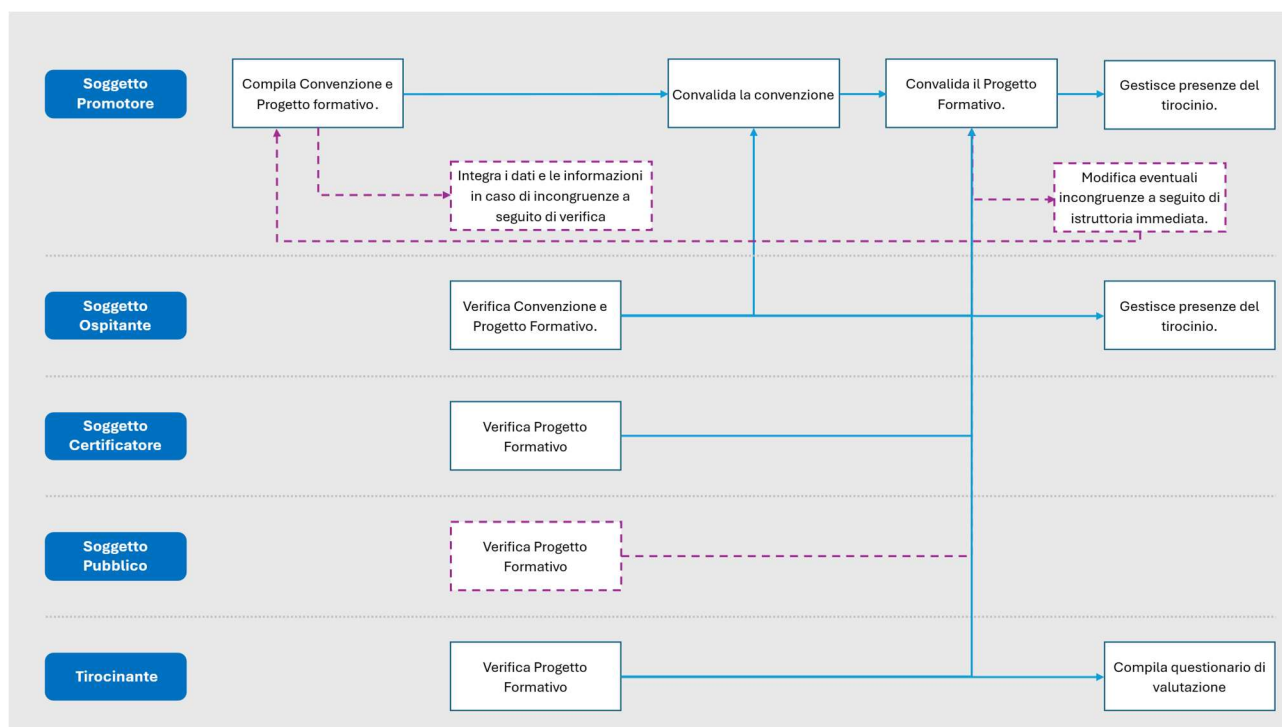 Soggetto
Promotore
Compila Convenzione e
Progetto formativo.
Convalida la convenzione
Convalida il Progetto
Formativo.
Gestisce presenze del
tirocinio.
Integra i dati e le informazioni
in caso di incongruenze a
seguito di verifica
Modifica eventuali
incongruenze a seguito di
istruttoria immediata.
Soggetto
Ospitante
Verifica Convenzione e
Progetto Formativo.
Gestisce presenze del
tirocinio.
Soggetto
Certificatore
Verifica Progetto
Formativo
Soggetto
Pubblico
Verifica Progetto
Formativo
Tirocinante
Verifica Progetto
Formativo
Compila questionario di
valutazione